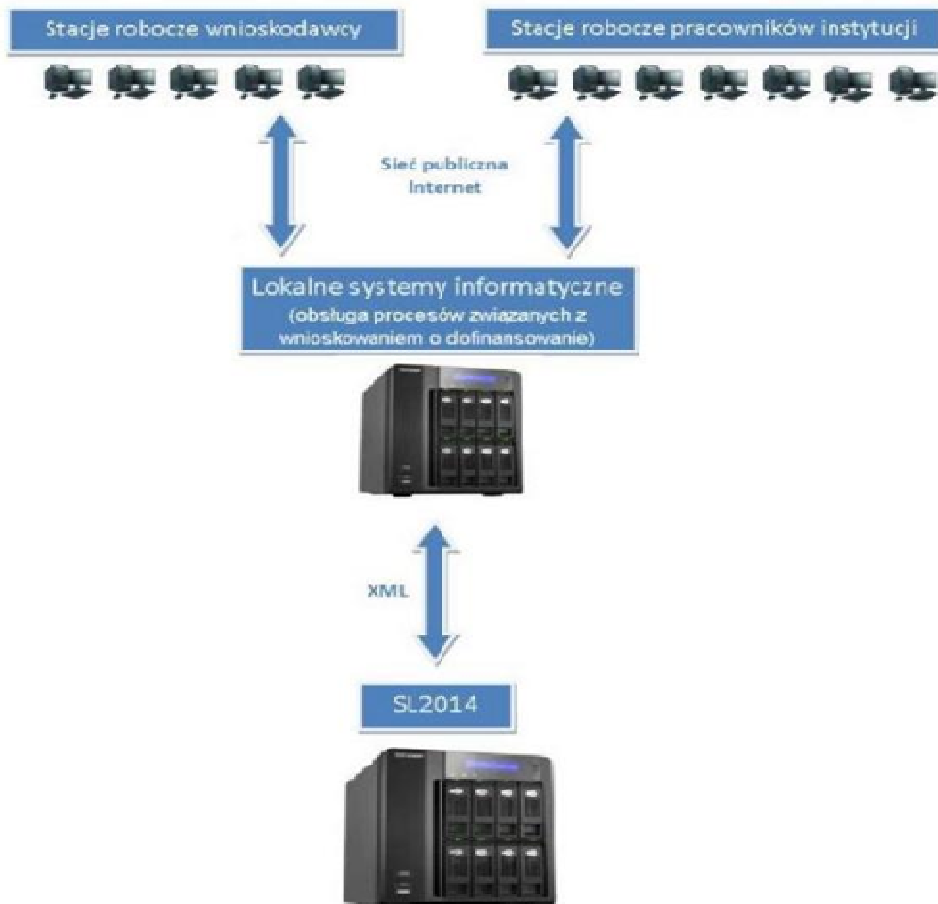 Stacje robocze wnioskodawcy
Stacje robocze pracowników instytucji
Sieć publiczna
Internet
Lokalne systemy informatyczne
(obsługa procesów związanych z
wnioskowaniem o dofinansowanie)
XML
SL2014